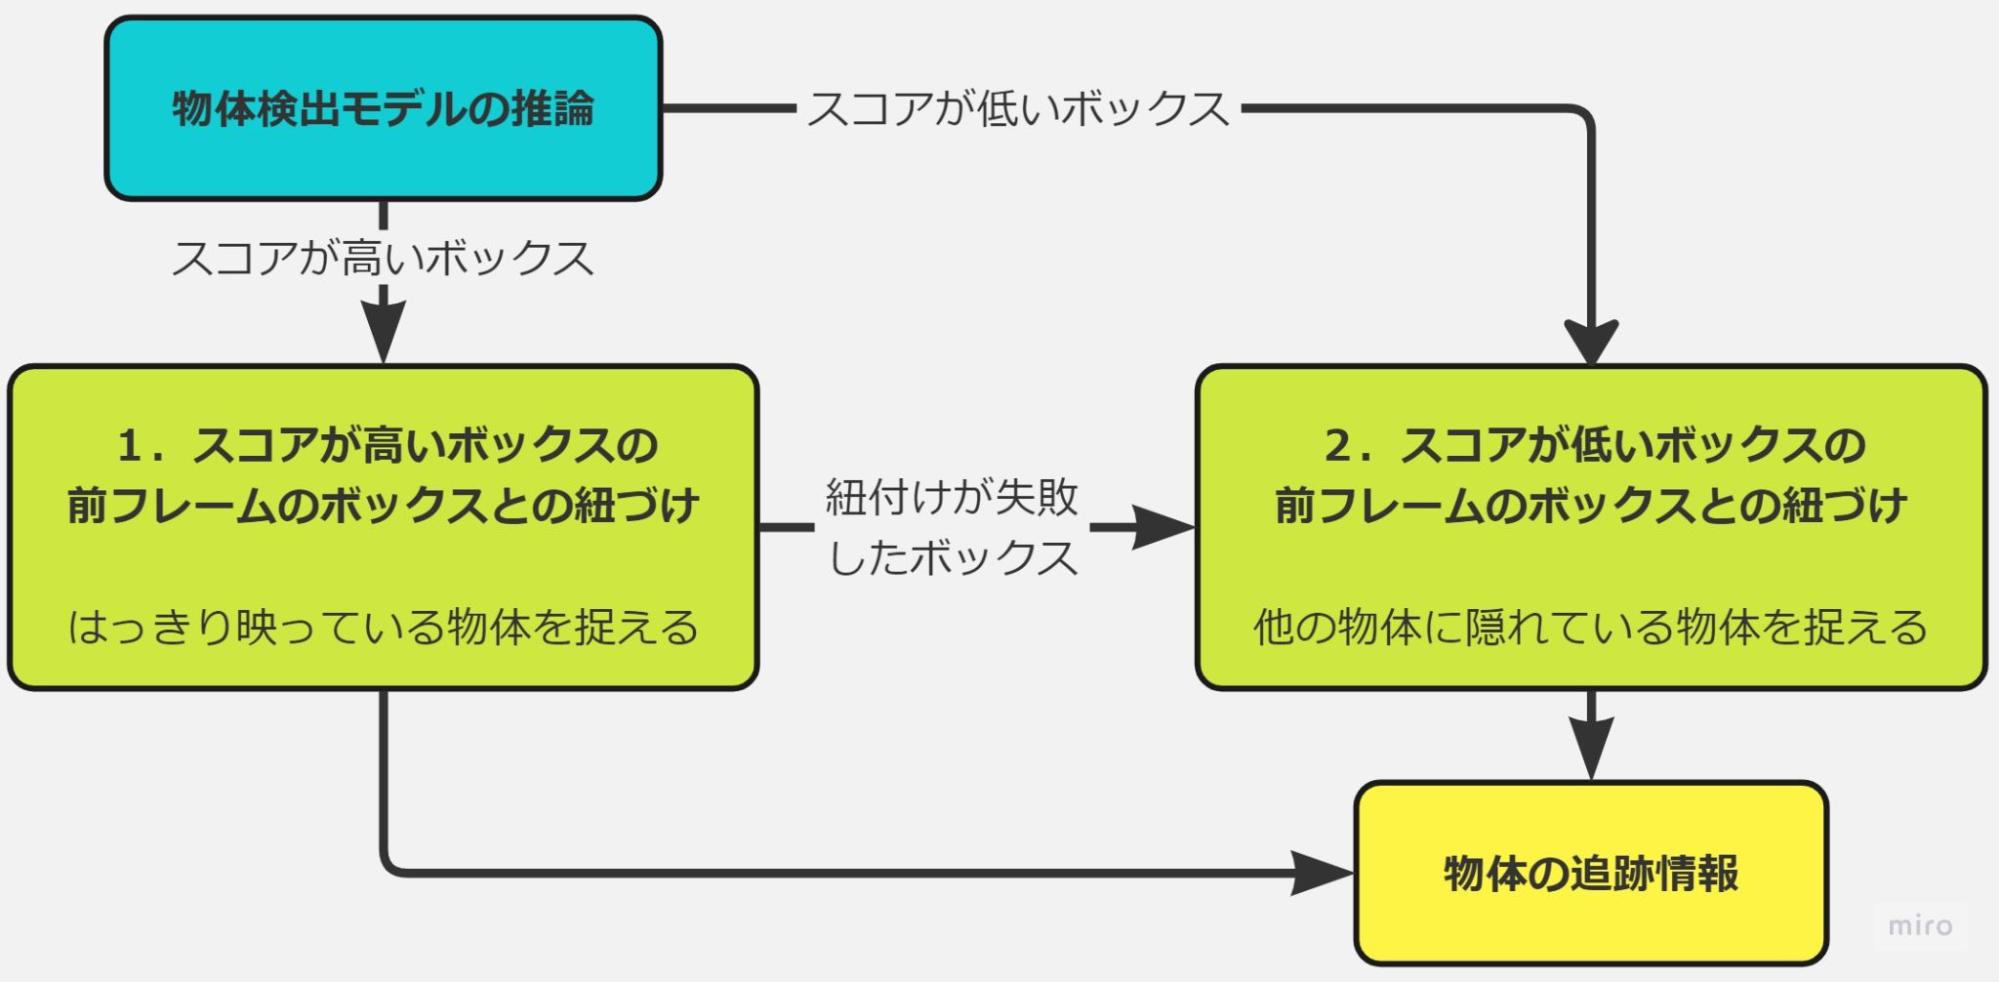 物体検出モデルの推論
スコアが低いボックス
スコアが高いボックス
1．スコアが高いボックスの
前フレームのボックスとの紐づけ
はっきり映っている物体を捉える
紐付けが失敗
したボックス
2．スコアが低いボックスの
前フレームのボックスとの紐づけ
他の物体に隠れている物体を捉える
物体の追跡情報
miro